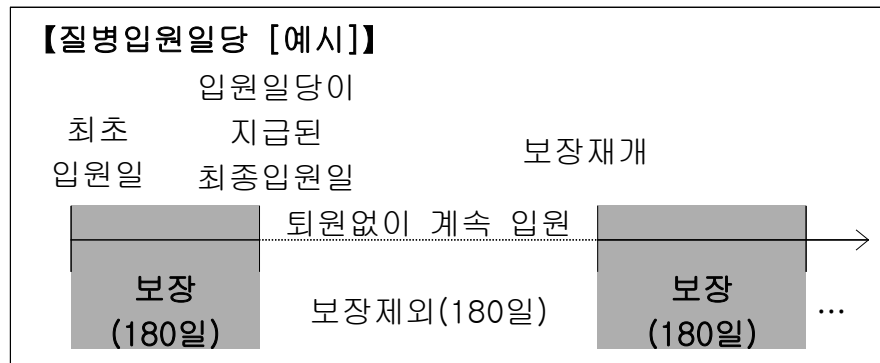 【질병입원일당 [예시]】
입원일당이
최초 지급된
입원일 최종입원일
보장재개
퇴원없이 계속 입원
보장
(180일)
보장제외(180일)
보장
(180일)
…